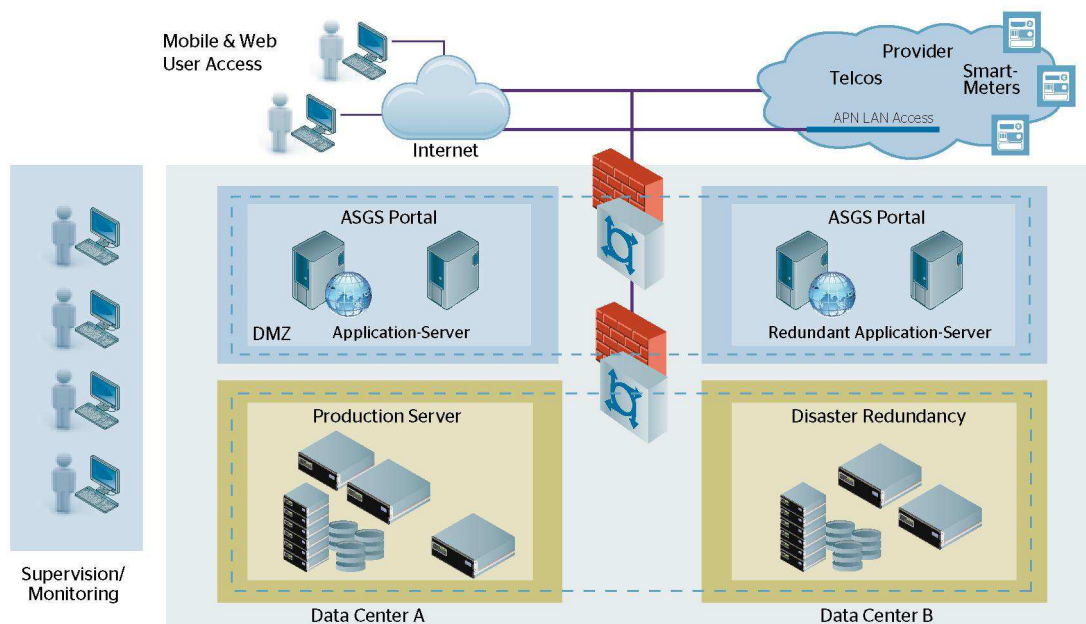 Mobile & Web
User Access
Internet
Provider
Telcos
Smart-
Meters
APN LAN Access
ASGS Portal
DMZ
Application-Server
ASGS Portal
Redundant Application-Server
Production Server
Disaster Redundancy
Supervision/
Monitoring
Data Center A
Data Center B